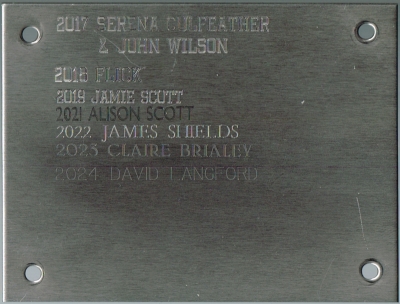 2017 SERENA CULFEATHER
& JOHN WILSON
2018 FLICK
2019 JAMIE SCOTT
2021 ALISON SCOTT
2022 JAMES SHIELDS
2023 CLAIRE BRIALEY
2024 DAVID LANGFORD